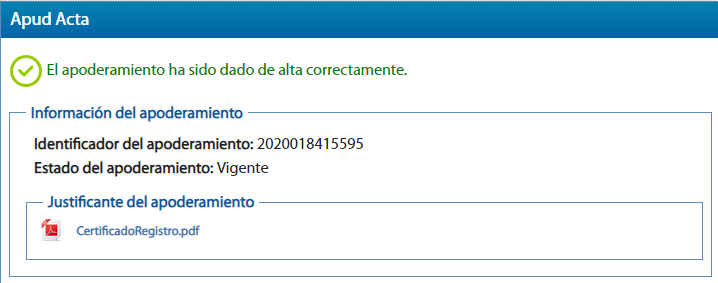 Apud Acta
El apoderamiento ha sido dado de alta correctamente.
Información del apoderamiento
Identificador del apoderamiento: 2020018415595
Estado del apoderamiento: Vigente
Justificante del apoderamiento
CertificadoRegistro.pdf